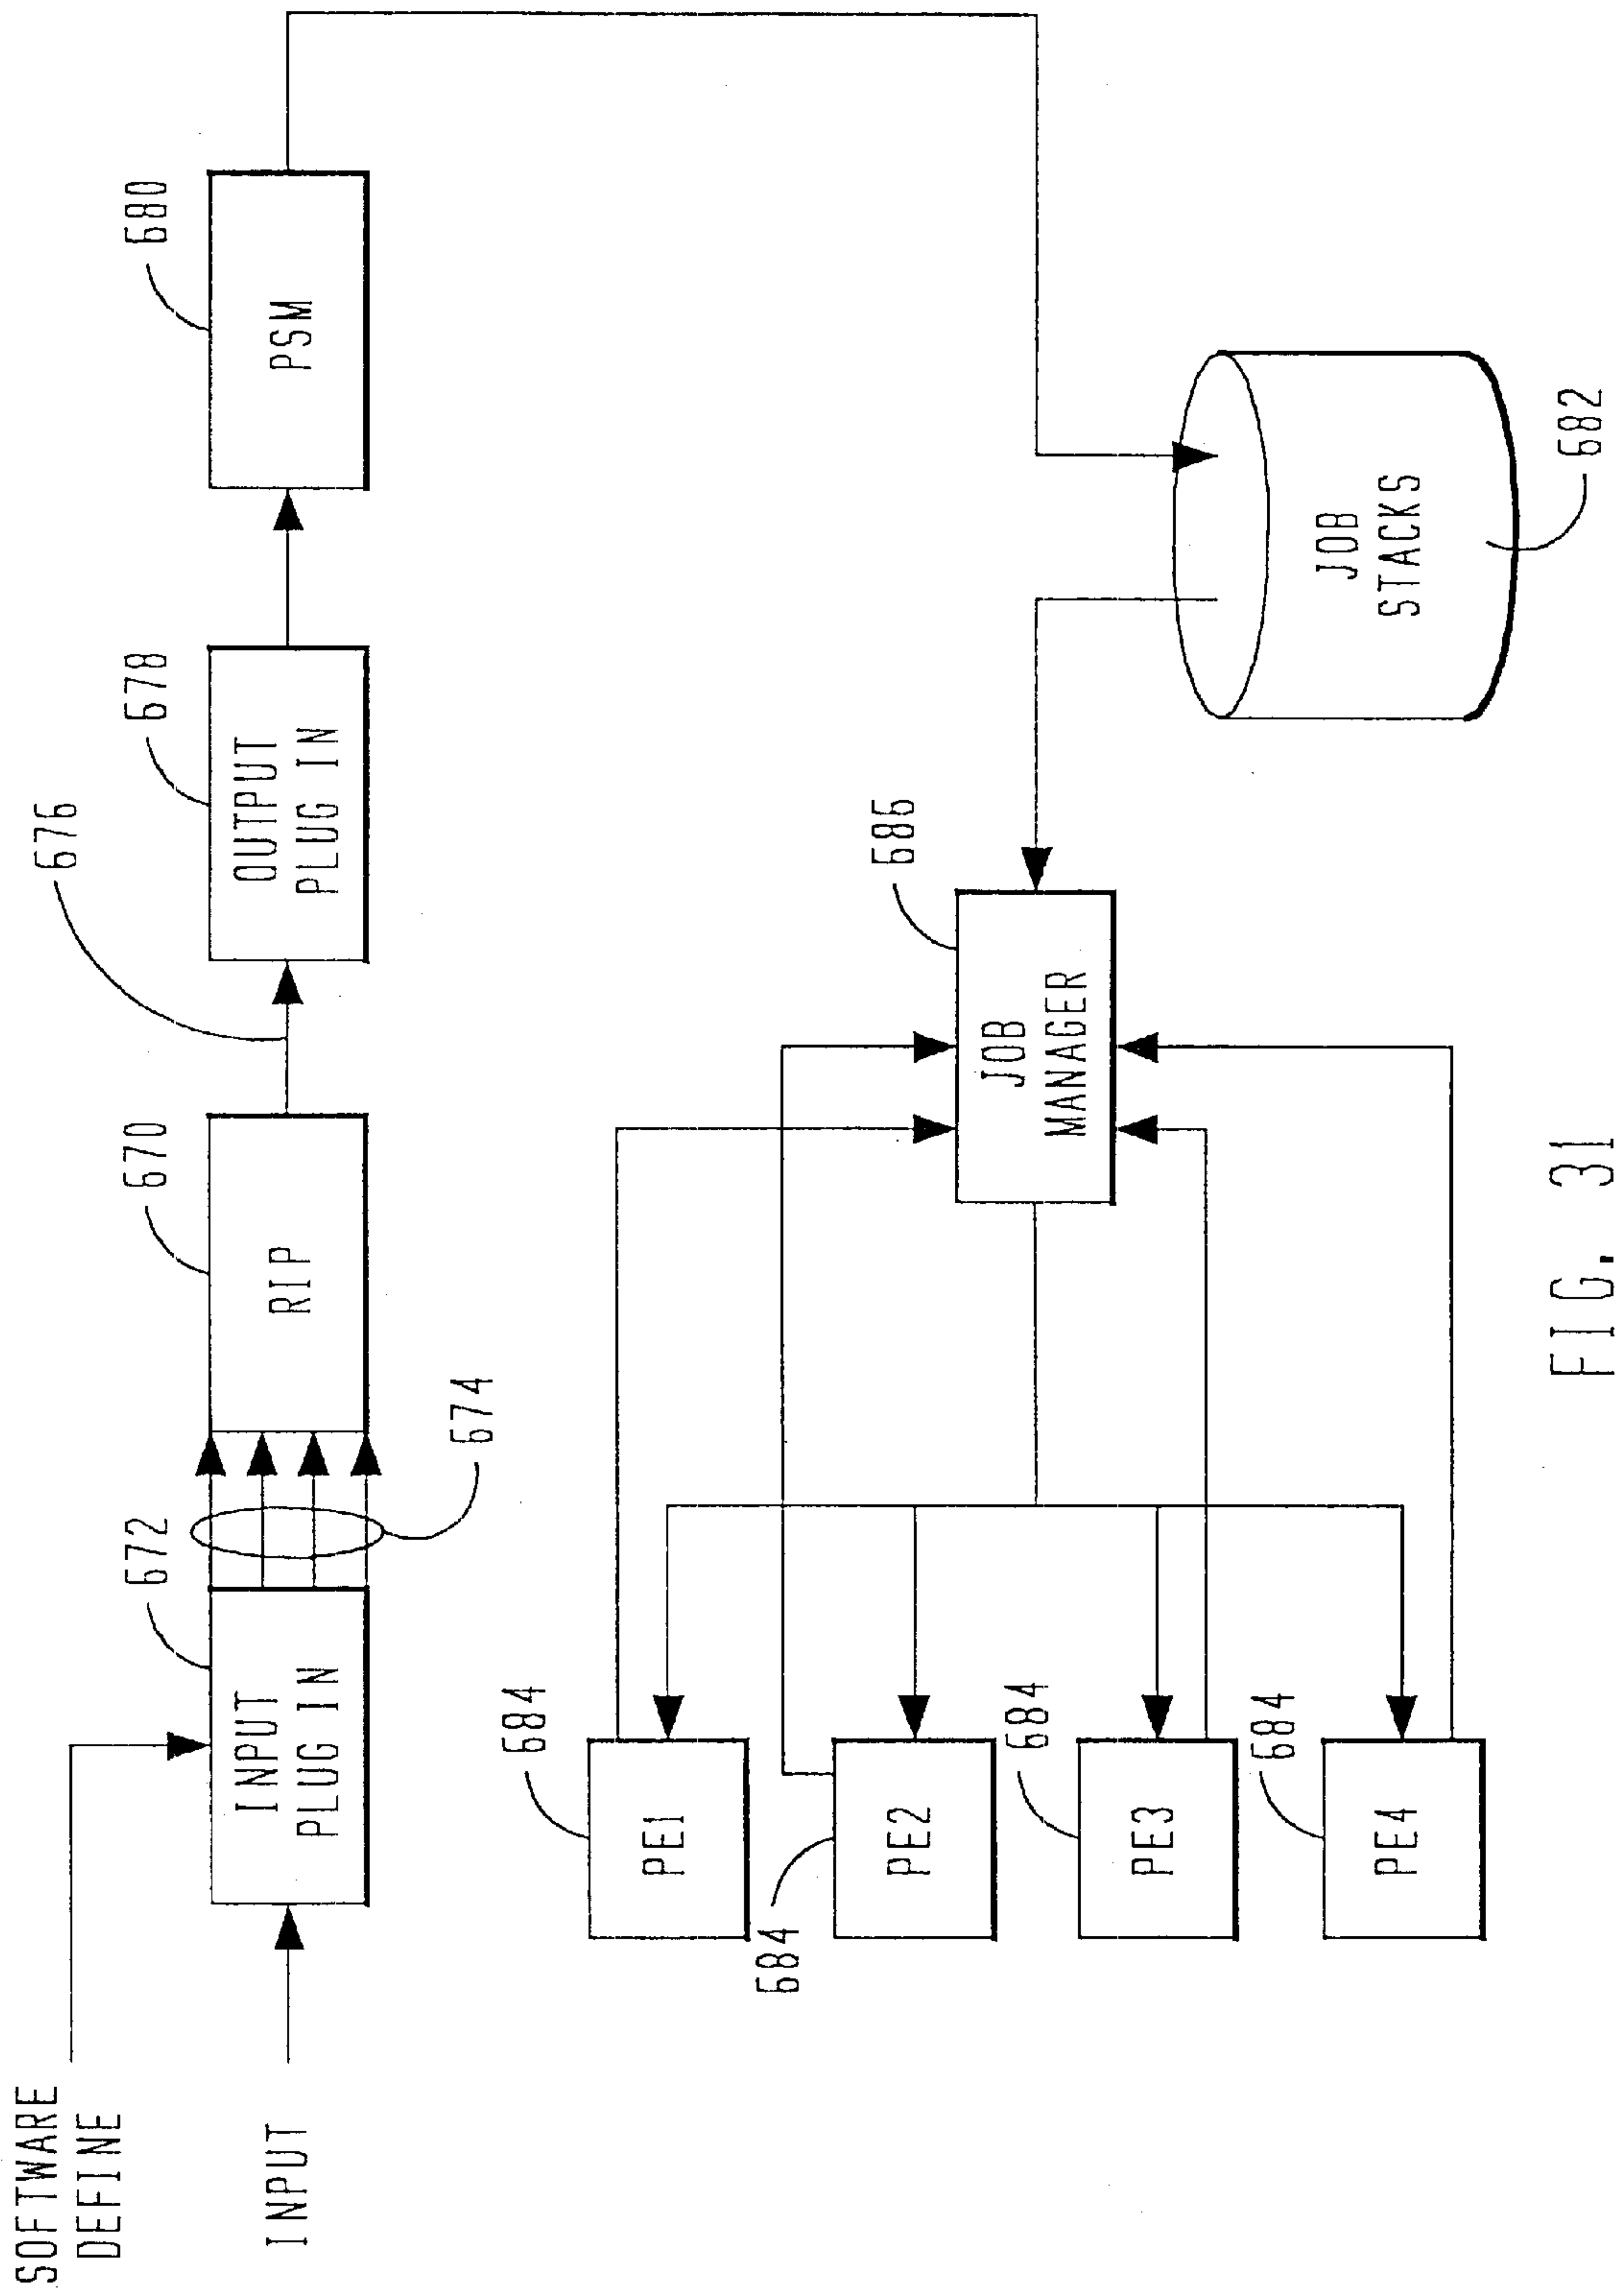 SOFTWARE
DEFINE
INPUT
672
INPUT
PLUG IN
674
670
RIP
676
678
OUTPUT
PLUG IN
680
PSM
684
PE1
684
PE2
684
PE3
684
PE4
686
JOB
MANAGER
JOB
STACKS
682
FIG. 31